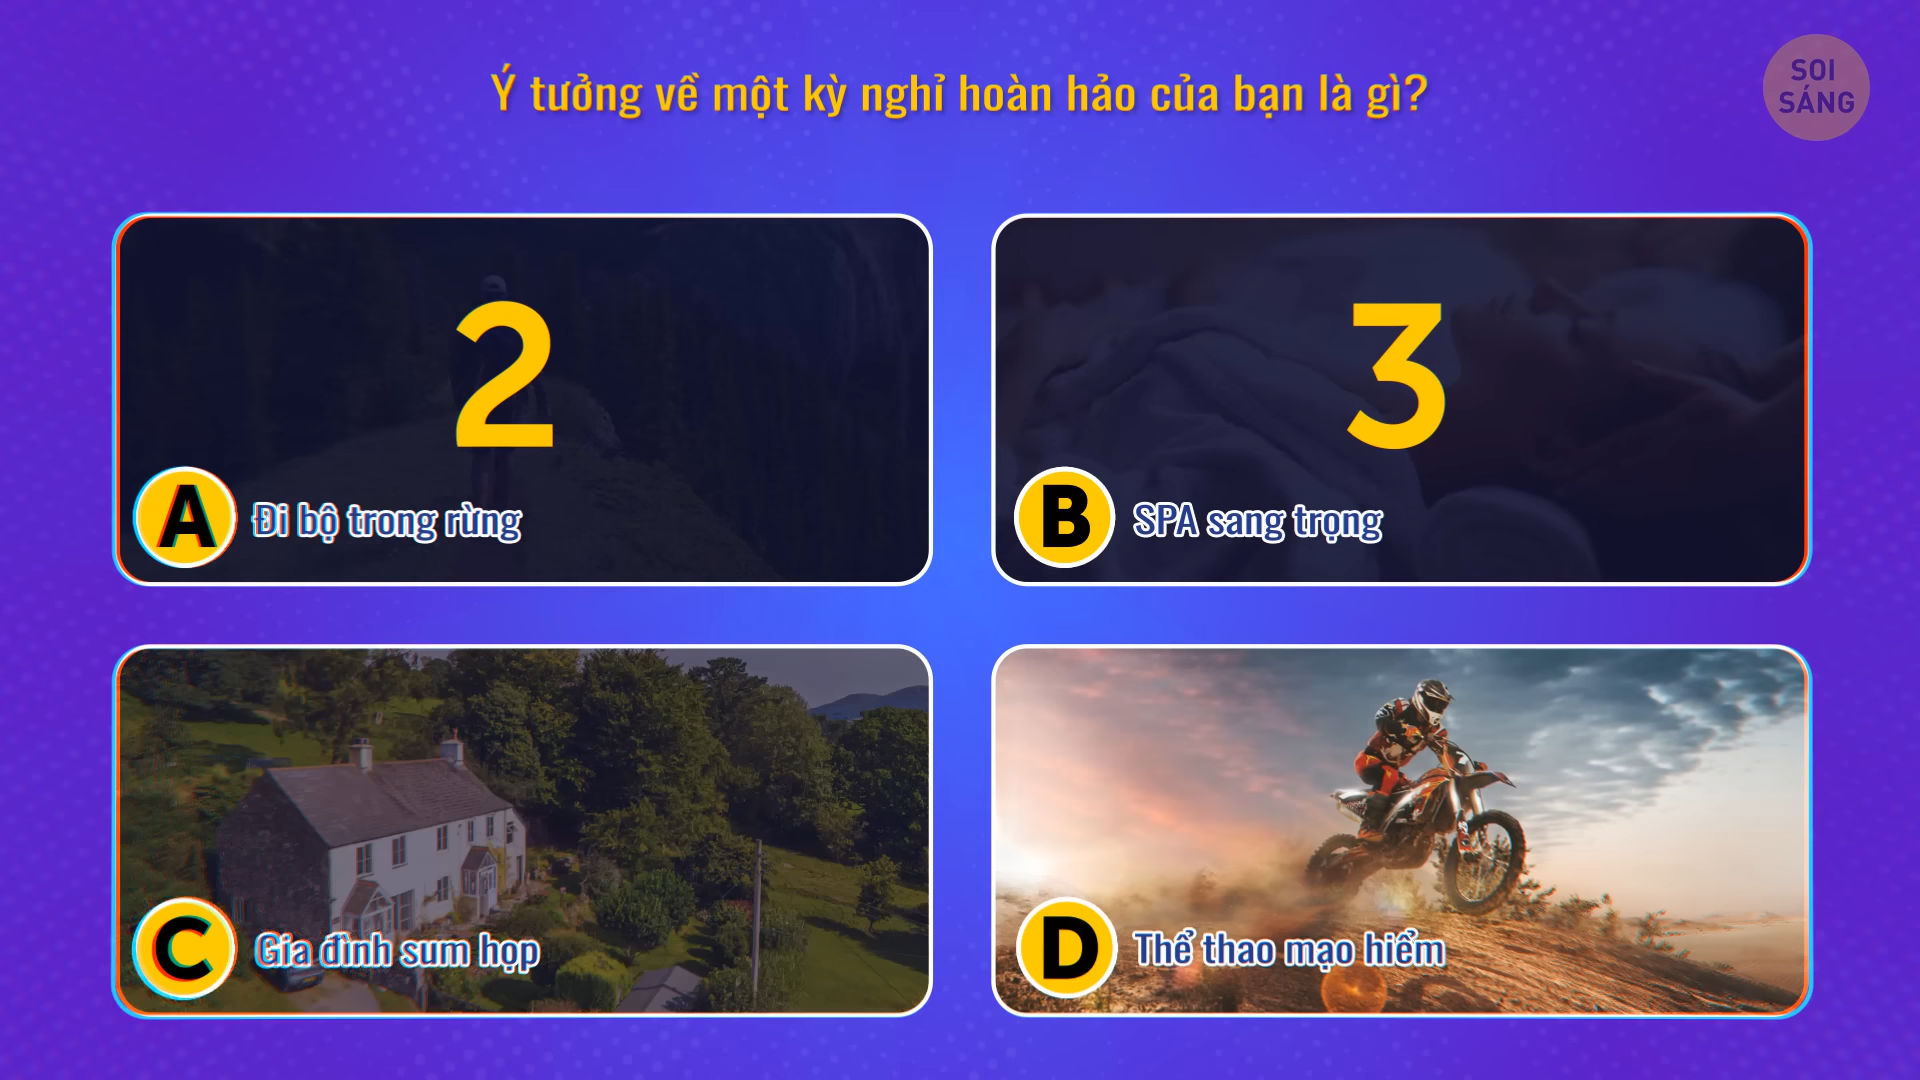 Ý tưởng về một kỳ nghỉ hoàn hảo của bạn là gì?
SOI
SÁNG
2
A Đi bộ trong rừng
3
B SPA sang trọng
C Gia đình sum họp
D Thể thao mạo hiểm